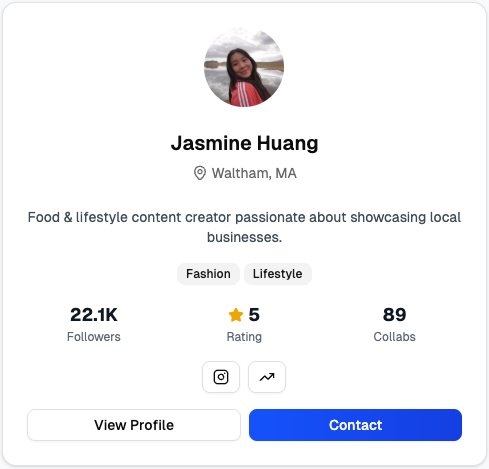 Jasmine Huang
Waltham, MA
Food & lifestyle content creator passionate about showcasing local
businesses.
Fashion Lifestyle
22.1K 5 89
Followers Rating Collabs
View Profile Contact